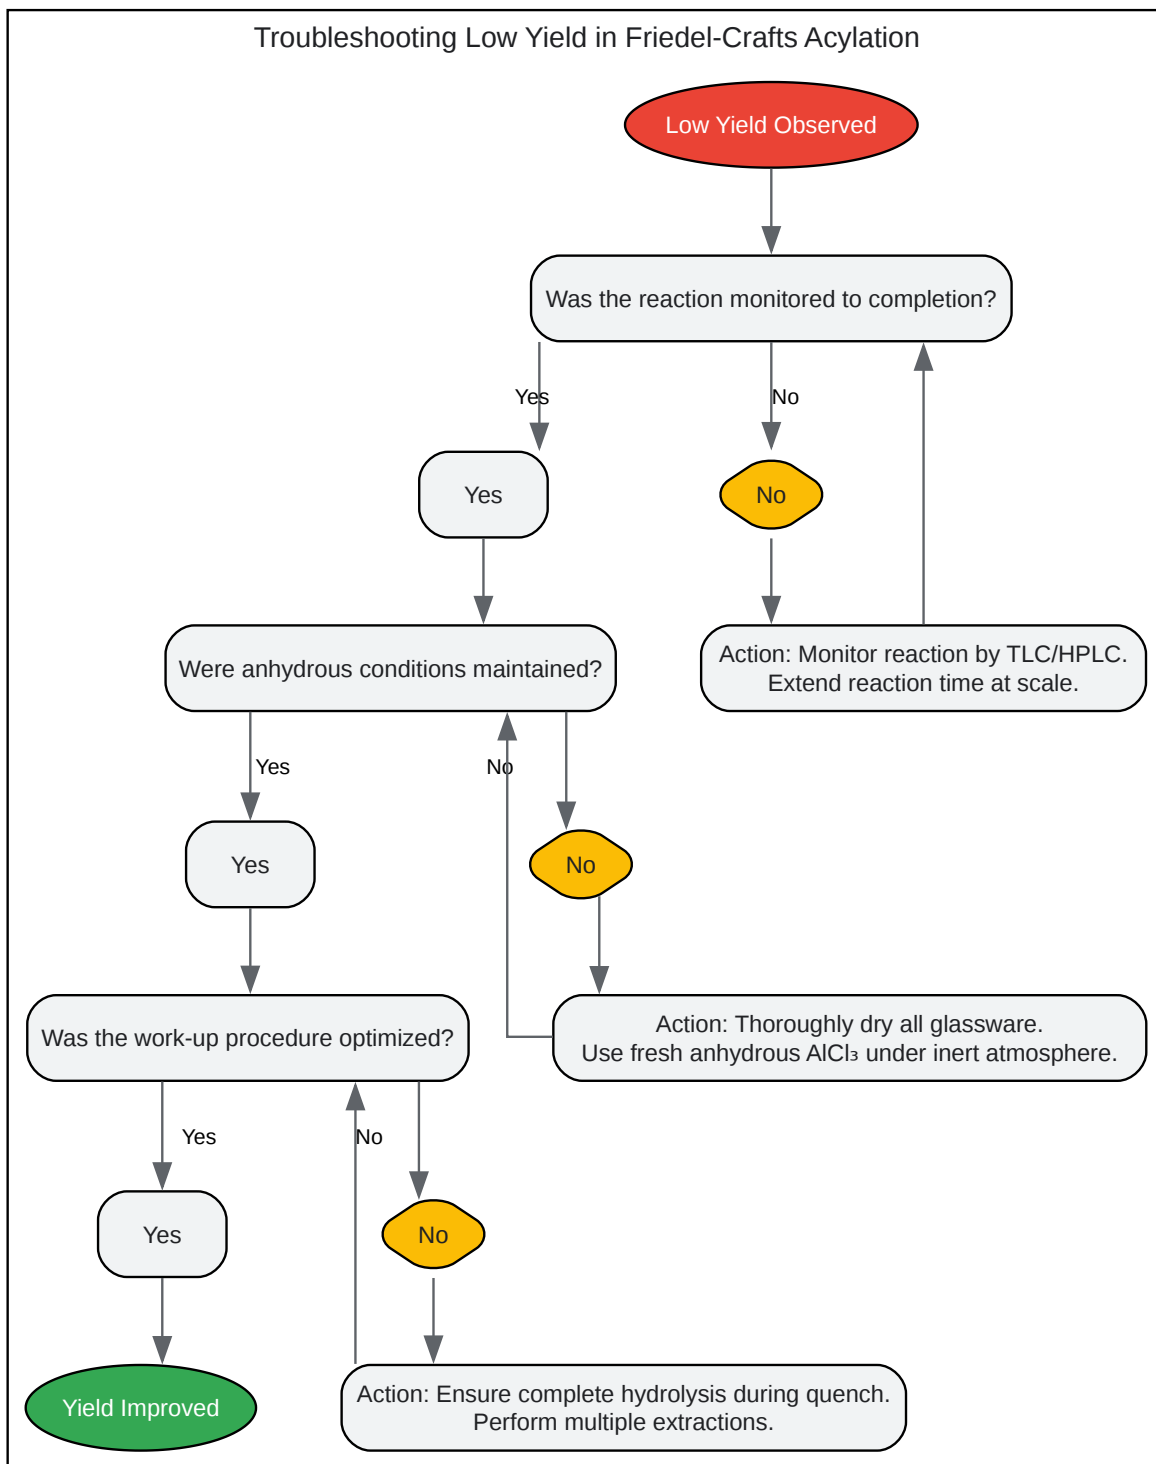 Troubleshooting Low Yield in Friedel-Crafts Acylation
Low Yield Observed
Was the reaction monitored to completion?
Yes
No
Yes
No
Action: Monitor reaction by TLC/HPLC.
Extend reaction time at scale.
Were anhydrous conditions maintained?
Yes
No
Yes
No
Action: Thoroughly dry all glassware.
Use fresh anhydrous AlCl₃ under inert atmosphere.
Was the work-up procedure optimized?
Yes
No
Yes
No
Action: Ensure complete hydrolysis during quench.
Perform multiple extractions.
Yield Improved